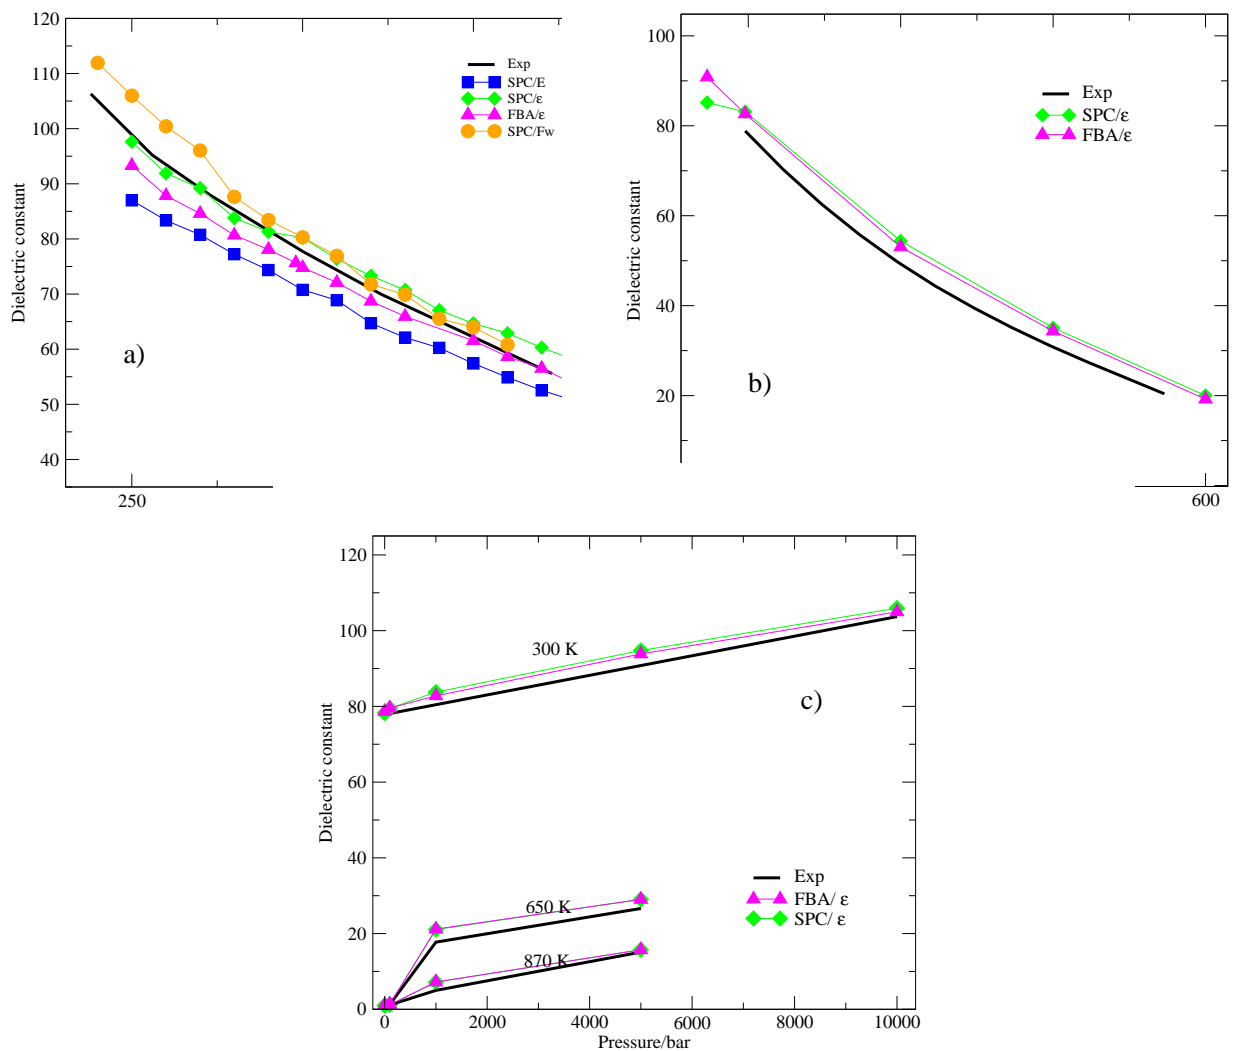 120
110
100
90
80
70
60
50
40
Dielectric constant
Exp
SPC/E
SPC/ε
FBA/ε
SPC/Fw
a)
250
100
80
60
40
20
Dielectric constant
Exp
SPC/ε
FBA/ε
b)
600
120
100
80
60
40
20
0
Dielectric constant
300 K
c)
Exp
FBA/ ε
SPC/ ε
650 K
870 K
0 2000 4000 6000 8000 10000
Pressure/bar